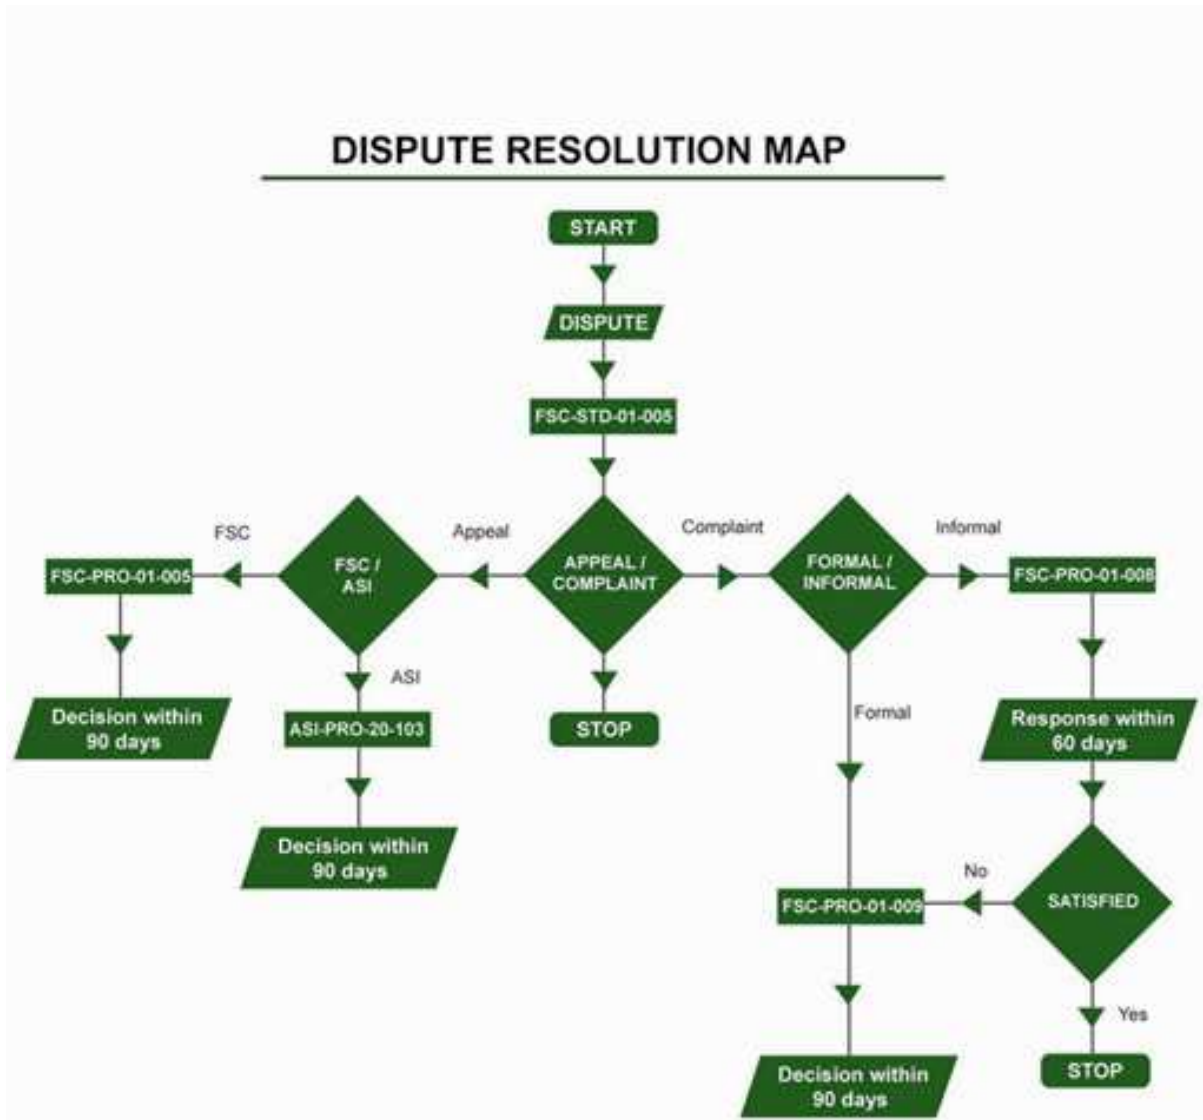 DISPUTE RESOLUTION MAP
START
DISPUTE
FSC-STD-01-005
FSC
Appeal
Complaint
Informal
FSC-PRO-01-005
FSC /
ASI
APPEAL /
COMPLAINT
FORMAL /
INFORMAL
FSC-PRO-01-008
ASI
Formal
Decision within
90 days
ASI-PRO-20-103
STOP
Response within
60 days
Decision within
90 days
No
FSC-PRO-01-009
SATISFIED
Yes
Decision within
90 days
STOP